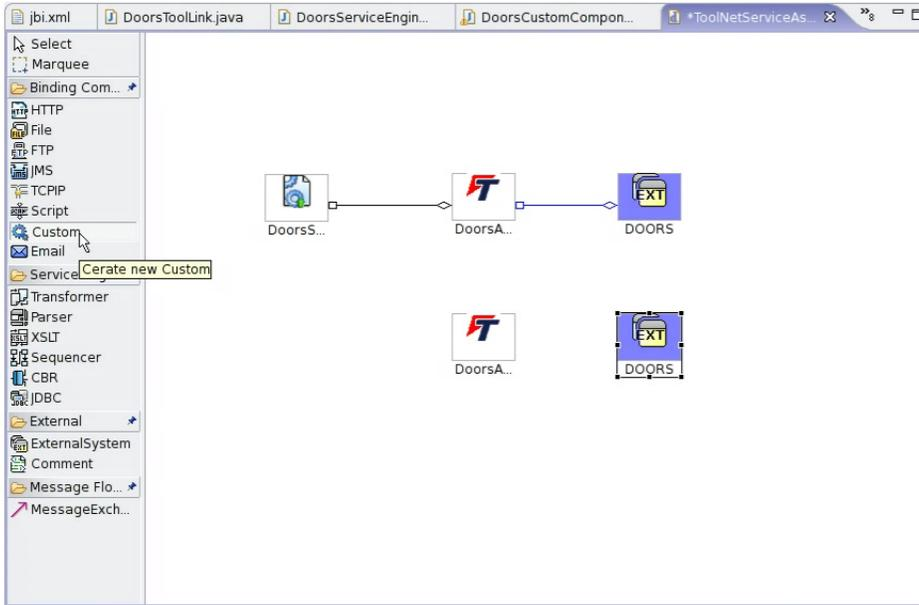 jbi.xml
DoorsToolLink.java
DoorsServiceEngin...
DoorsCustomCompon...
*ToolNetServiceAs...
8
Select
Marquee
Binding Com...
HTTP
File
FTP
JMS
TCPIP
Script
Custom
Email
Cerate new Custom
Service
Transformer
Parser
XSLT
Sequencer
CBR
JDBC
External
ExternalSystem
Comment
Message Flo...
MessageExch...
DoorsS...
DoorsA...
EXT
DOORS
DoorsA...
EXT
DOORS